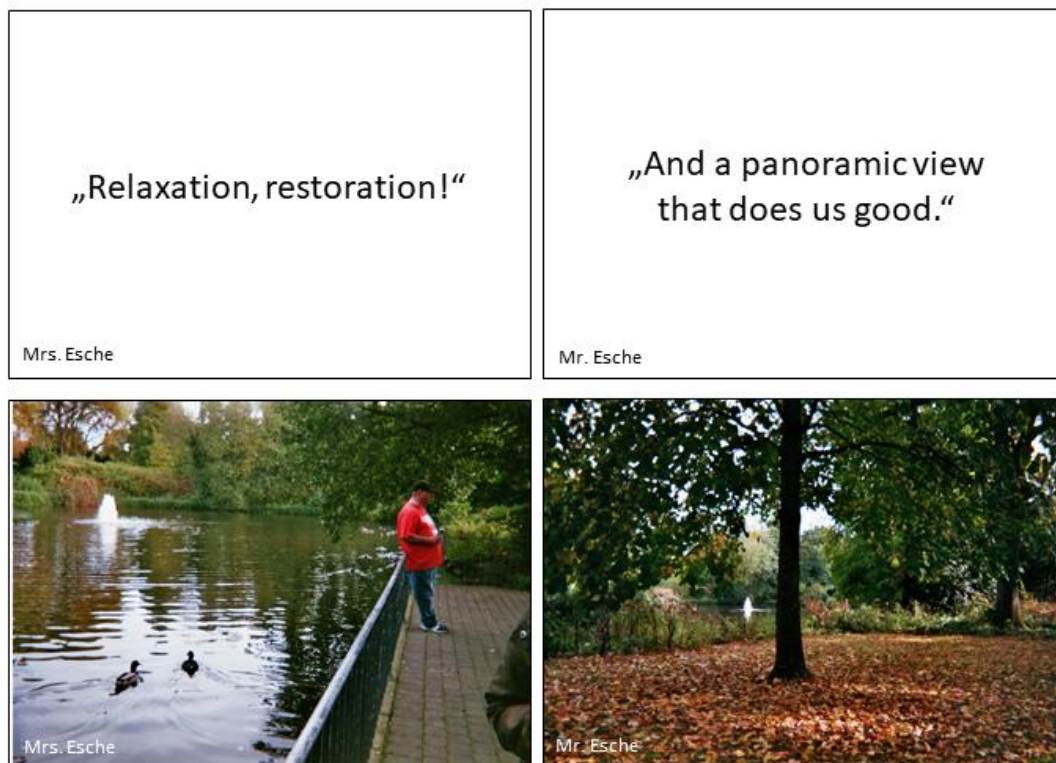 „Relaxation, restoration!“
Mrs. Esche
„And a panoramic view
that does us good.“
Mr. Esche
Mrs. Esche
Mr. Esche